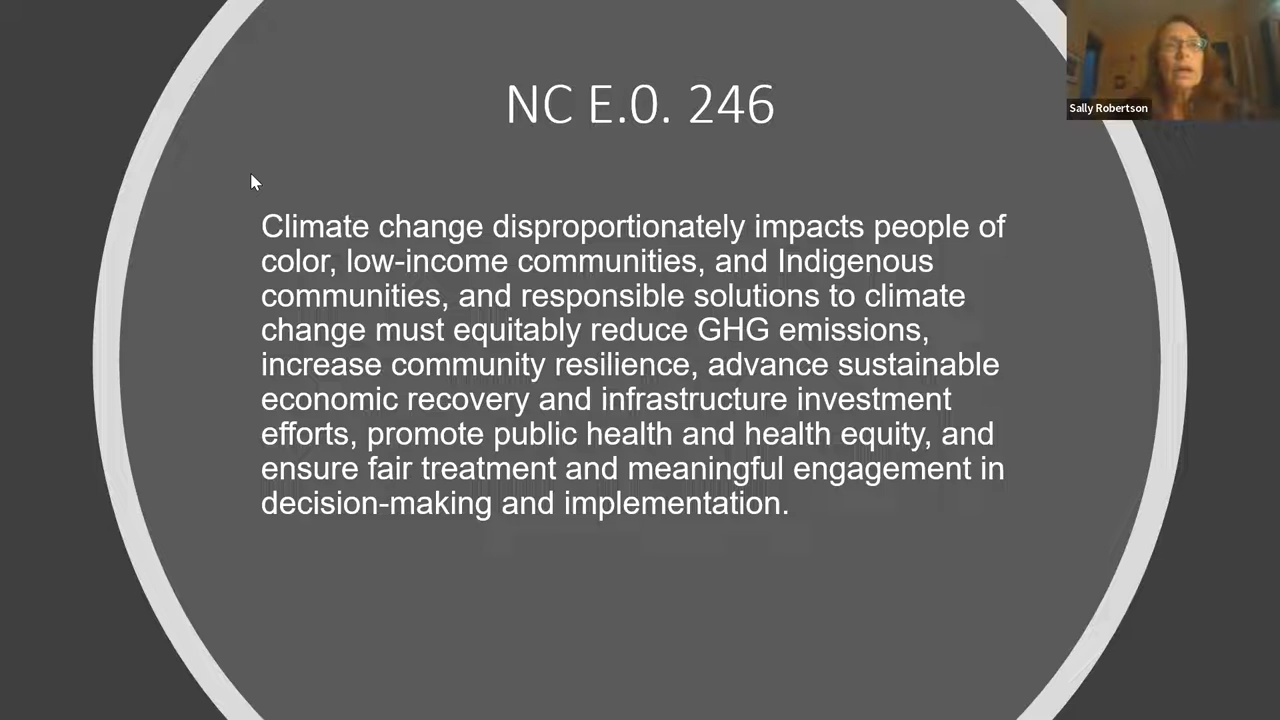 NC E.O. 246
Sally Robertson
Climate change disproportionately impacts people of
color, low-income communities, and Indigenous
communities, and responsible solutions to climate
change must equitably reduce GHG emissions,
increase community resilience, advance sustainable
economic recovery and infrastructure investment
efforts, promote public health and health equity, and
ensure fair treatment and meaningful engagement in
decision-making and implementation.